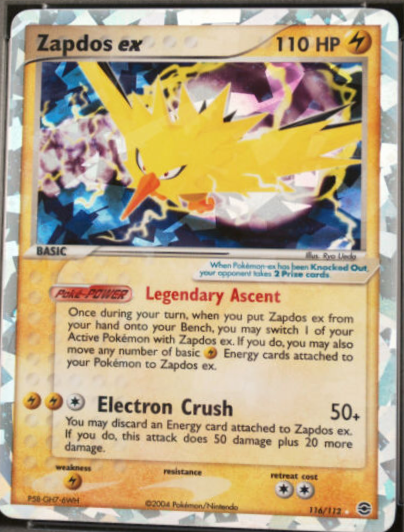 Zapdos ex 110 HP
BASIC
Illus. Ryo Ueda
When Pokémon-ex has been Knocked Out,
your opponent takes 2 Prize cards.
Poké-POWER Legendary Ascent
Once during your turn, when you put Zapdos ex from
your hand onto your Bench, you may switch 1 of your
Active Pokémon with Zapdos ex. If you do, you may also
move any number of basic Energy cards attached to
your Pokémon to Zapdos ex.
Electron Crush 50+
You may discard an Energy card attached to Zapdos ex.
If you do, this attack does 50 damage plus 20 more
damage.
weakness resistance retreat cost
P5B-GH7-6WH
©2004 Pokémon/Nintendo
116/112